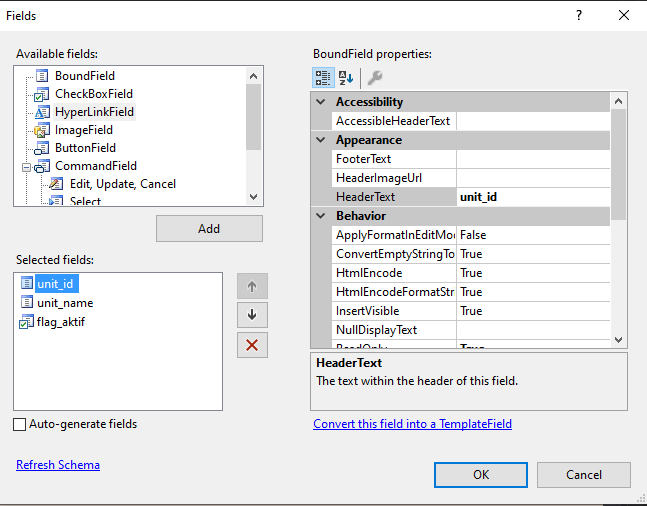 Fields
?
Available fields:
BoundField
CheckBoxField
HyperLinkField
ImageField
ButtonField
CommandField
Edit, Update, Cancel
Select
Add
Selected fields:
unit_id
unit_name
flag_aktif
Auto-generate fields
Refresh Schema
BoundField properties:
Accessibility
AccessibleHeaderText
Appearance
FooterText
HeaderImageUrl
HeaderText unit_id
Behavior
ApplyFormatInEditMo False
ConvertEmptyStringTo True
HtmlEncode True
HtmlEncodeFormatStr True
InsertVisible True
NullDisplayText
ReadOnly True
HeaderText
The text within the header of this field.
Convert this field into a TemplateField
OK
Cancel